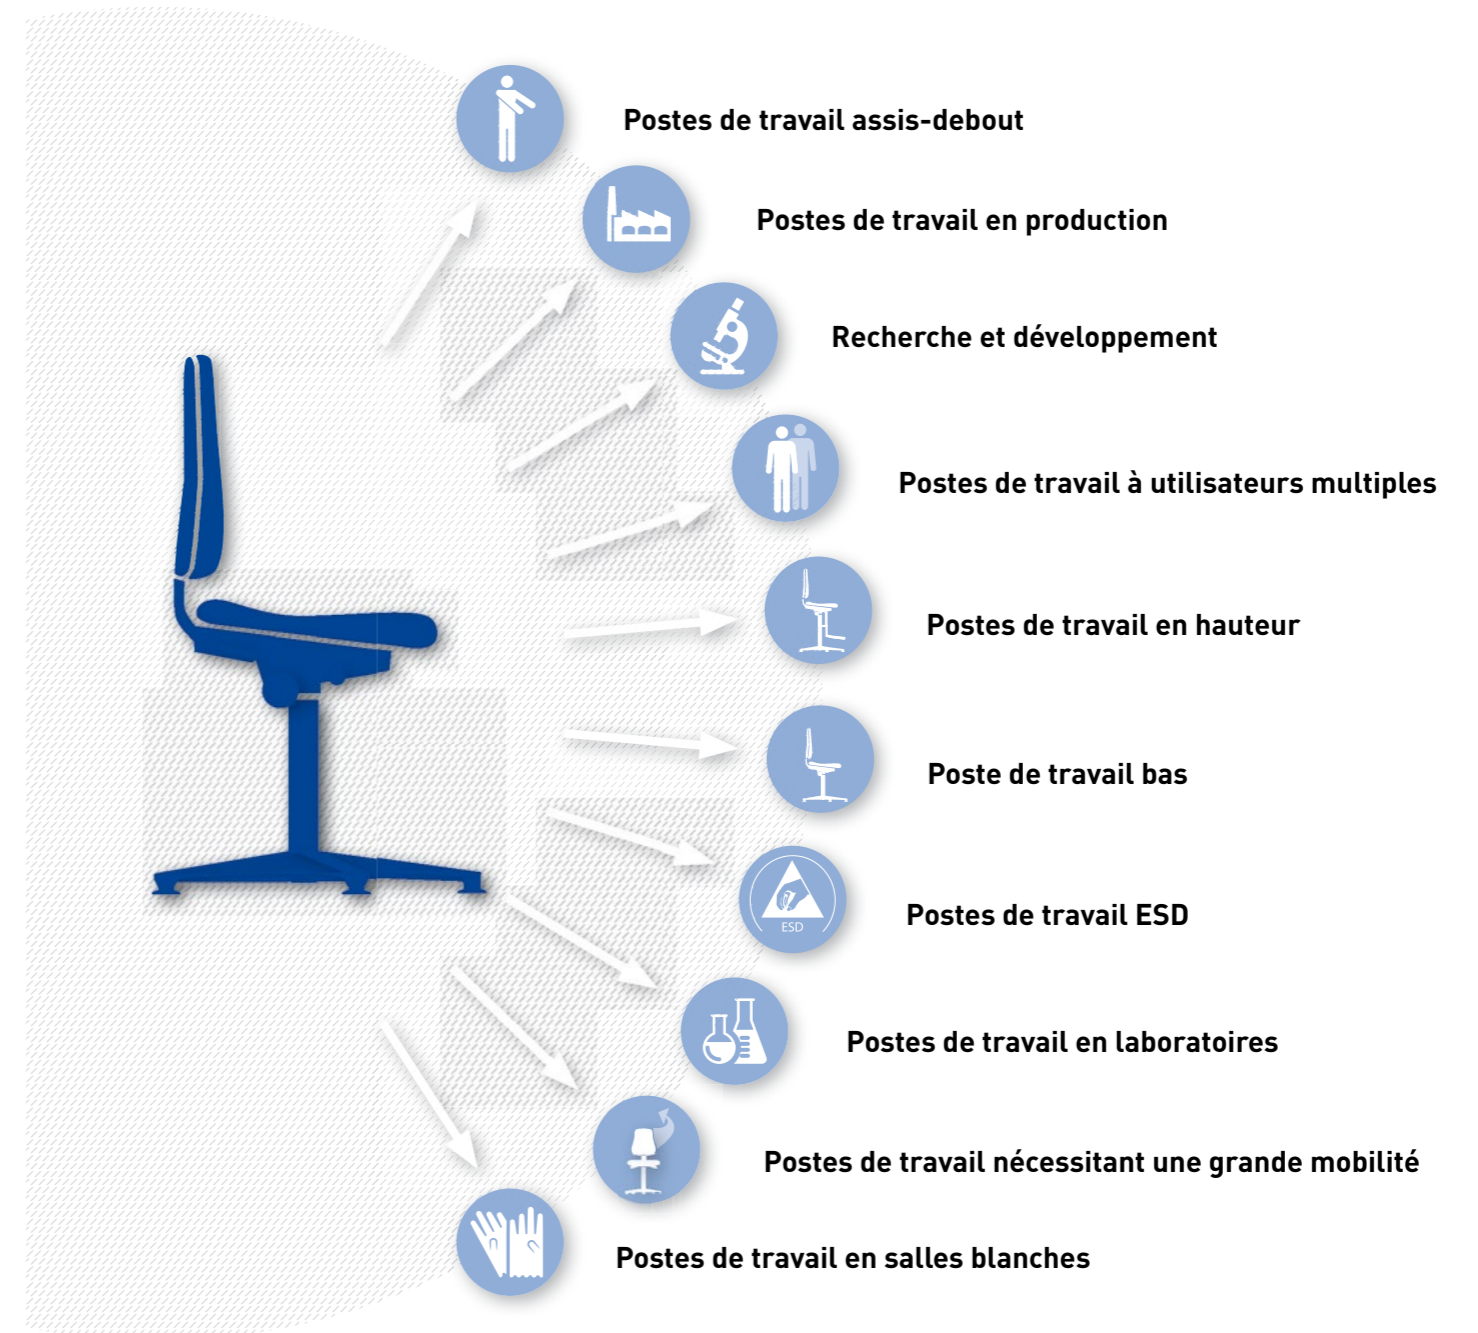 Postes de travail assis-debout
Postes de travail en production
Recherche et développement
Postes de travail à utilisateurs multiples
Postes de travail en hauteur
Poste de travail bas
ESD
Postes de travail ESD
Postes de travail en laboratoires
Postes de travail nécessitant une grande mobilité
Postes de travail en salles blanches